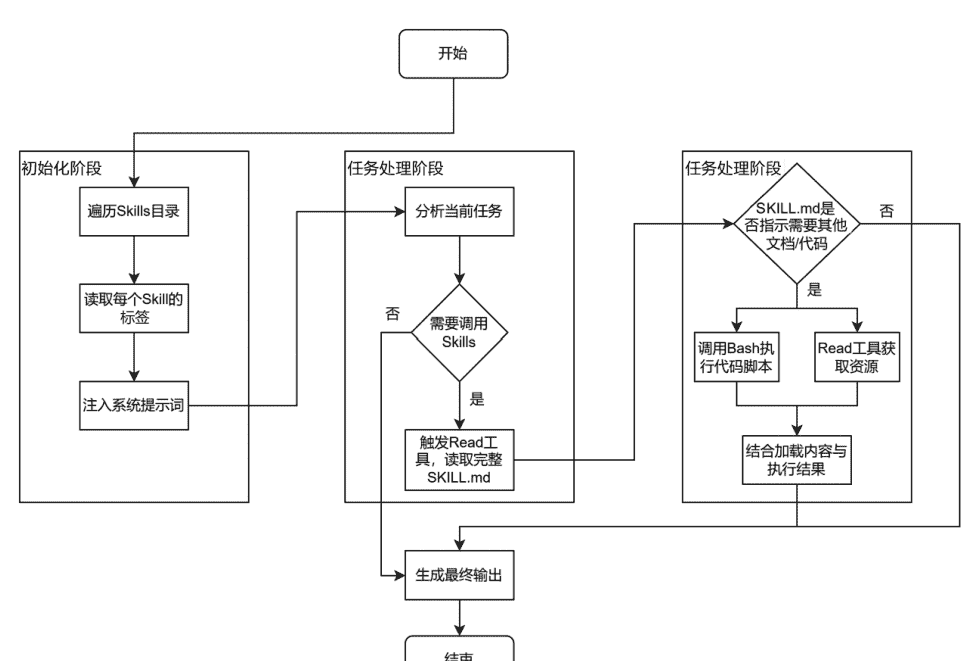 开始
初始化阶段
遍历Skills目录
读取每个Skill的
标签
注入系统提示词
任务处理阶段
分析当前任务
需要调用
Skills
否
是
触发Read工
具，读取完整
SKILL.md
任务处理阶段
SKILL.md是
否指示需要其他
文档/代码
否
是
调用Bash执
行代码脚本
Read工具获
取资源
结合加载内容与
执行结果
生成最终输出
结束